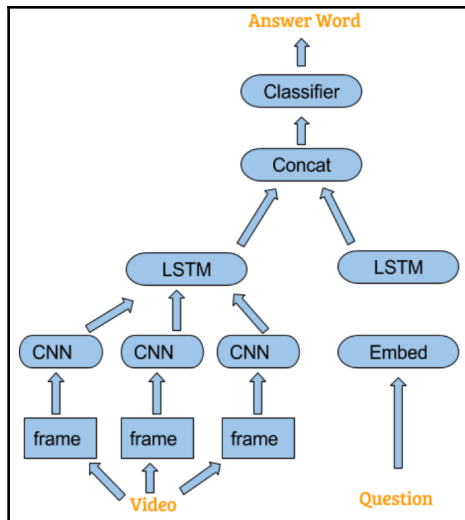 Answer Word
Classifier
Concat
LSTM LSTM
CNN CNN CNN Embed
frame frame frame
Video Question